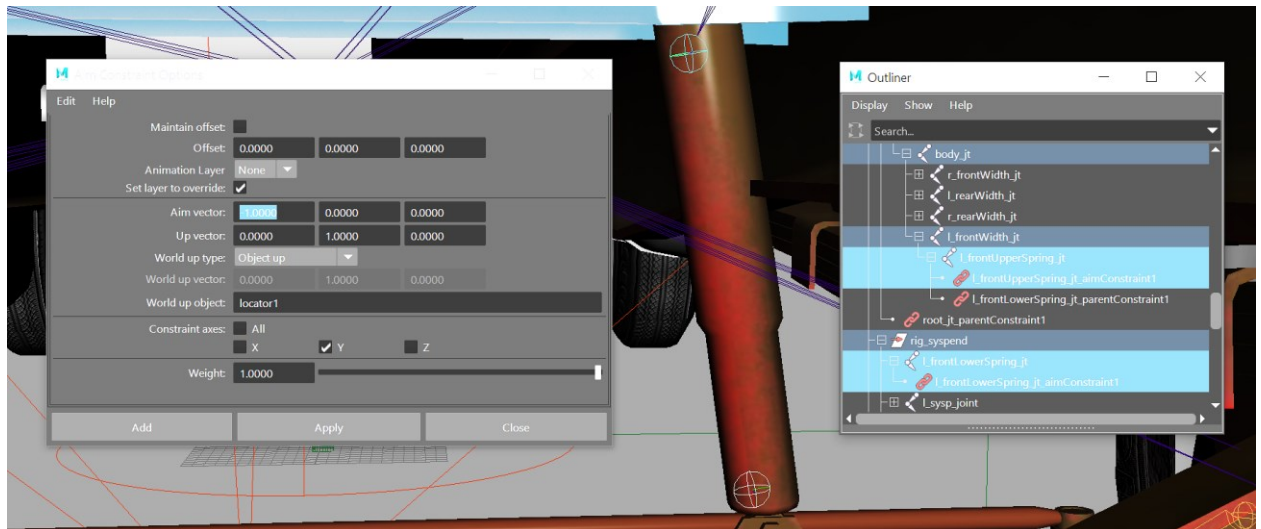 Aim Constraint Options
Edit Help
Maintain offset:
Offset: 0.0000 0.0000 0.0000
Animation Layer None
Set layer to override:
Aim vector: -1.0000 0.0000 0.0000
Up vector: 0.0000 1.0000 0.0000
World up type: Object up
World up vector: 0.0000 1.0000 0.0000
World up object: locator1
Constraint axes: All
X Y Z
Weight: 1.0000
Add Apply Close
Outliner
Display Show Help
Search...
body_jt
r_frontWidth_jt
l_rearWidth_jt
r_rearWidth_jt
l_frontWidth_jt
l_frontUpperSpring_jt
l_frontUpperSpring_jt_aimConstraint1
l_frontLowerSpring_jt_parentConstraint1
root_jt_parentConstraint1
rig_syspend
l_frontLowerSpring_jt
l_frontLowerSpring_jt_aimConstraint1
l_sysp_joint